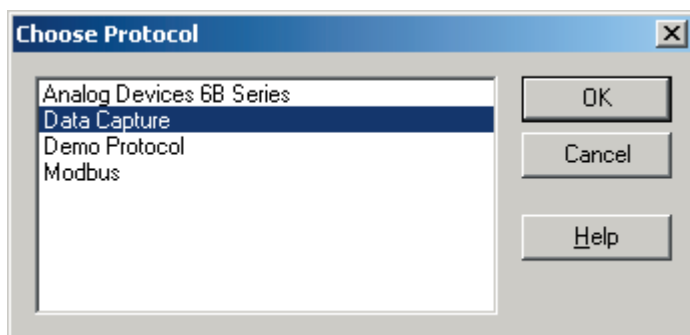 Choose Protocol
Analog Devices 6B Series
Data Capture
Demo Protocol
Modbus
OK
Cancel
Help